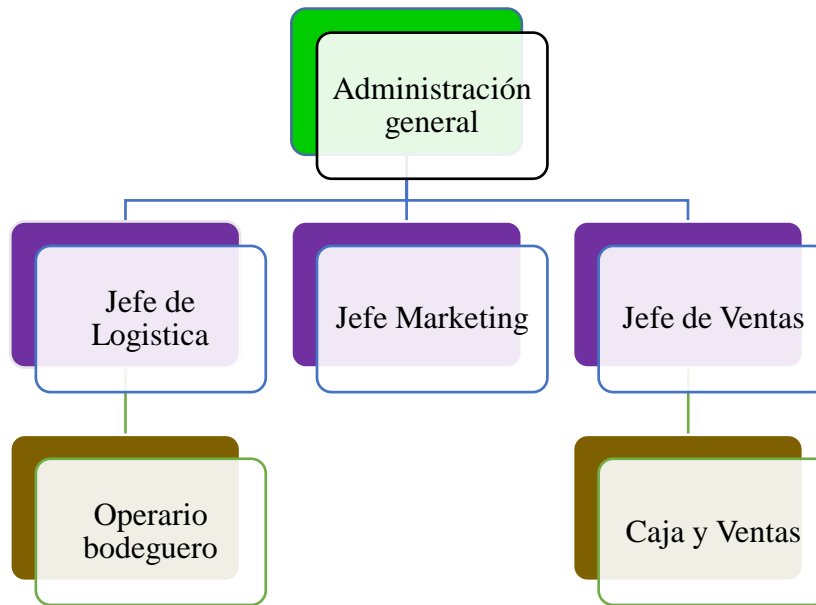 Administración
general
Jefe de
Logistica
Jefe Marketing
Jefe de Ventas
Operario
bodeguero
Caja y Ventas